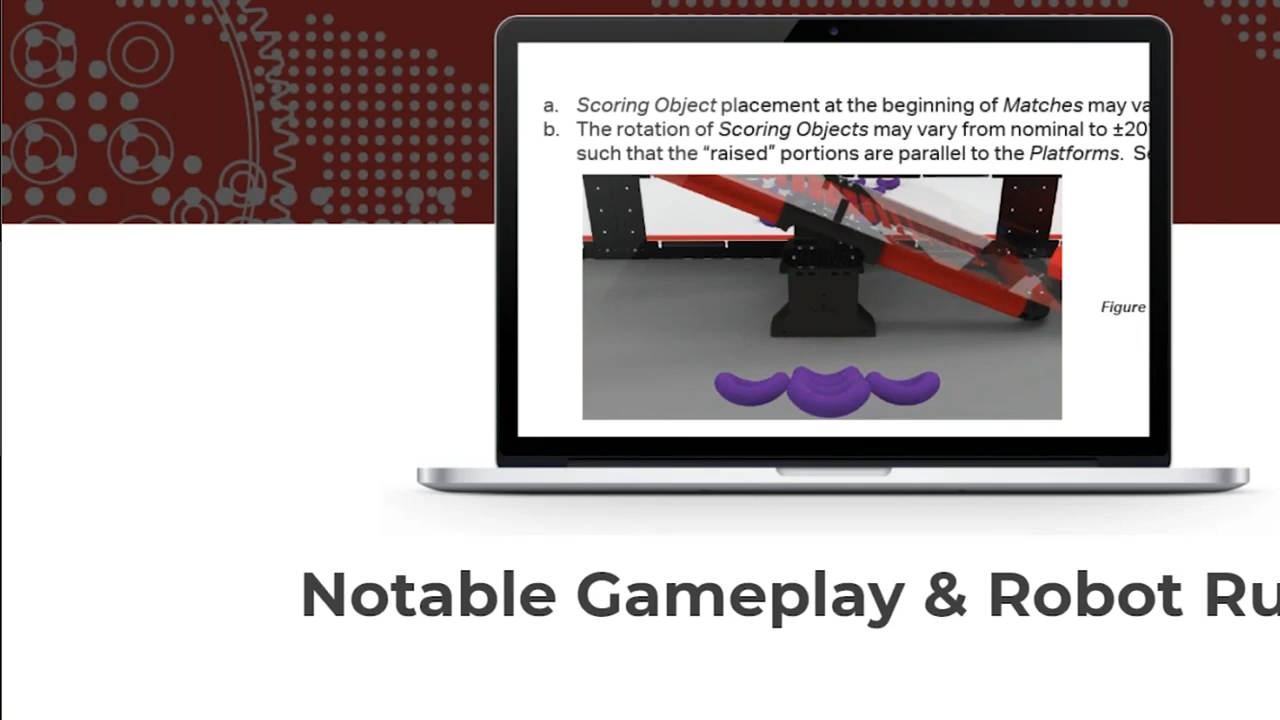 a. Scoring Object placement at the beginning of Matches may va
b. The rotation of Scoring Objects may vary from nominal to ±20
such that the “raised” portions are parallel to the Platforms. S
Figure
Notable Gameplay & Robot Ru